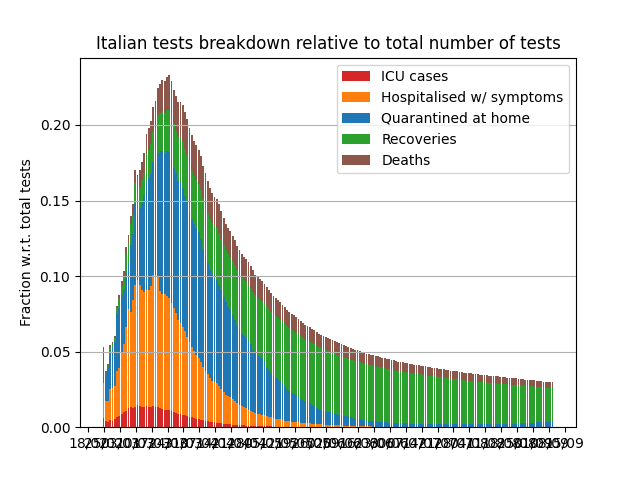 Italian tests breakdown relative to total number of tests
ICU cases
Hospitalised w/ symptoms
Quarantined at home
Recoveries
Deaths
Fraction w.r.t. total tests
0.20
0.15
0.10
0.05
0.00